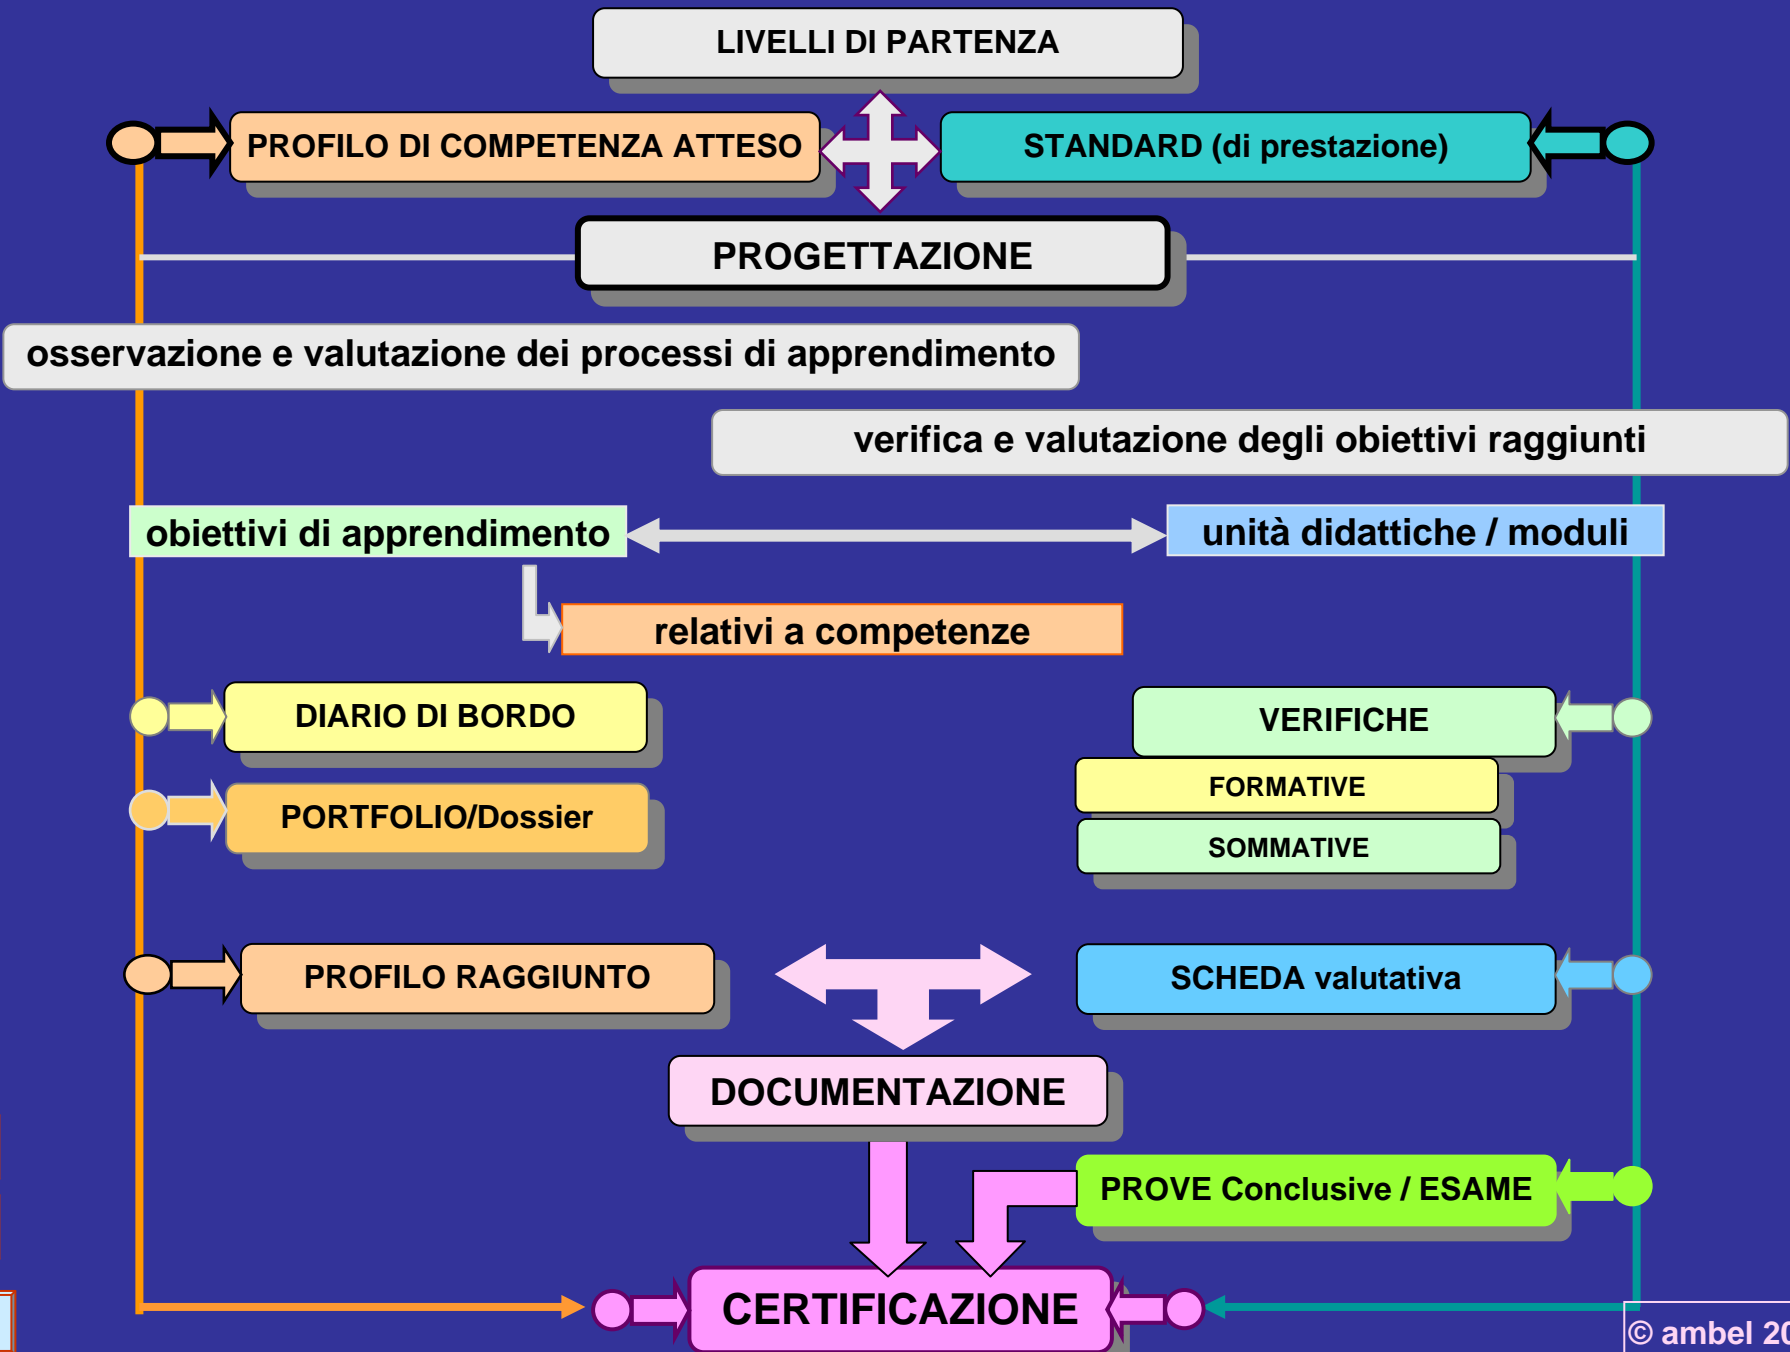 LIVELLI DI PARTENZA
PROFILO DI COMPETENZA ATTESO
STANDARD (di prestazione)
PROGETTAZIONE
osservazione e valutazione dei processi di apprendimento
verifica e valutazione degli obiettivi raggiunti
obiettivi di apprendimento
unità didattiche / moduli
relativi a competenze
DIARIO DI BORDO
VERIFICHE
FORMATIVE
PORTFOLIO/Dossier
SOMMATIVE
PROFILO RAGGIUNTO
SCHEDA valutativa
DOCUMENTAZIONE
PROVE Conclusive / ESAME
CERTIFICAZIONE
© ambel 20